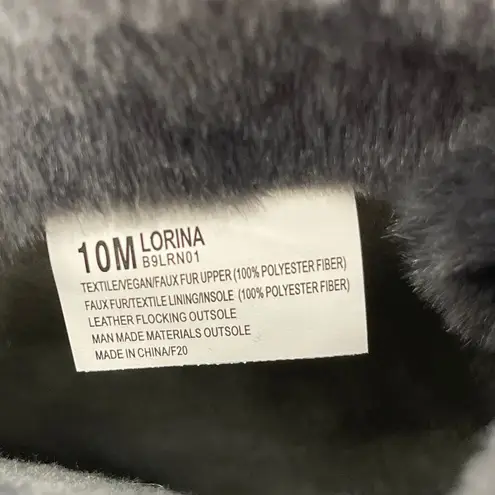 10M LORINA
B9LRN01
TEXTILE/VEGAN/FAUX FUR UPPER (100% POLYESTER FIBER)
FAUX FUR/TEXTILE LINING/INSOLE (100% POLYESTER FIBER)
LEATHER FLOCKING OUTSOLE
MAN MADE MATERIALS OUTSOLE
MADE IN CHINA/F20